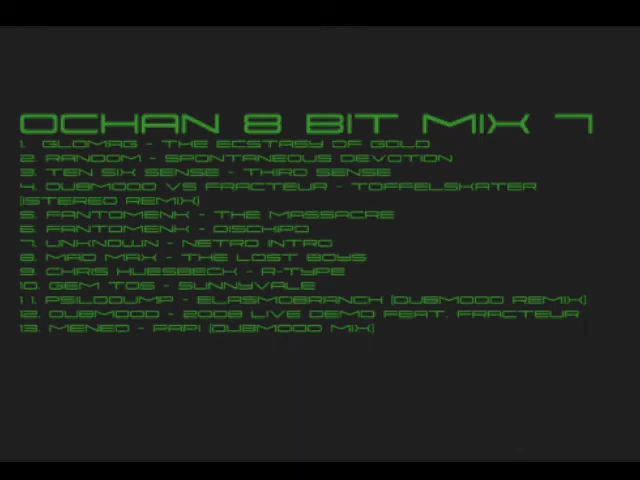 OCHAN 8 BIT MIX 7
1. GLOMAG - THE ECSTASY OF GOLD
2. RANDOM - SPONTANEOUS DEVOTION
3. TEN SIX SENSE - THIRD SENSE
4. DUBMOOD VS FRACTEUR - TOFFELSKATER
(STEREO REMIX)
5. FANTOMENK - THE MASSACRE
6. FANTOMENK - DISCHIPO
7. UNKNOWN - NETRO INTRO
8. MAD MAX - THE LOST BOYS
9. CHRIS HUESBECK - R-TYPE
10. GEM TOS - SUNNYVALE
11. PSILODUMP - ELASMOBRANCH (DUBMOOD REMIX)
12. DUBMOOD - 2008 LIVE DEMO FEAT. FRACTEUR
13. MENEO - PAPI (DUBMOOD MIX)